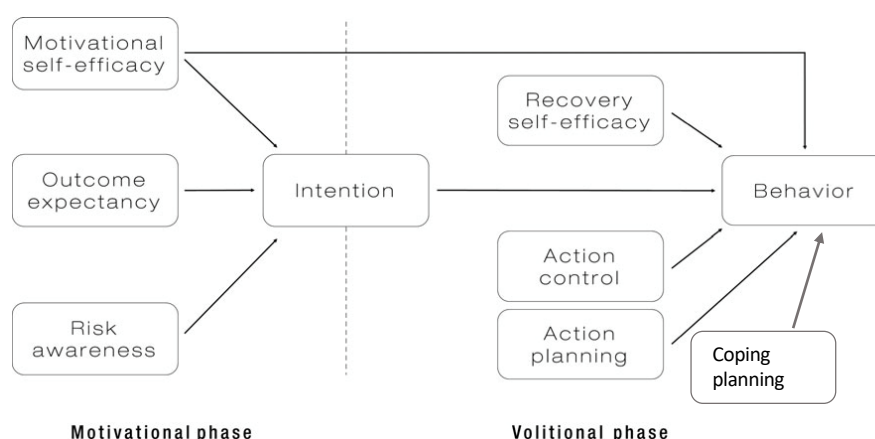 Motivational
self-efficacy
Recovery
self-efficacy
Outcome
expectancy
Intention
Behavior
Action
control
Risk
awareness
Action
planning
Coping
planning
Motivational phase
Volitional phase